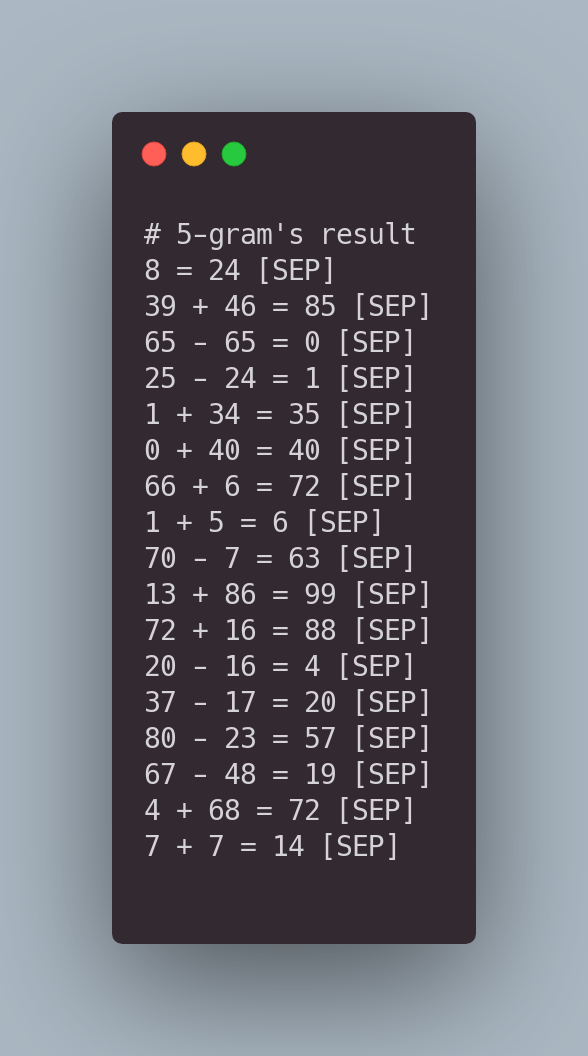 # 5-gram's result
8 = 24 [SEP]
39 + 46 = 85 [SEP]
65 - 65 = 0 [SEP]
25 - 24 = 1 [SEP]
1 + 34 = 35 [SEP]
0 + 40 = 40 [SEP]
66 + 6 = 72 [SEP]
1 + 5 = 6 [SEP]
70 - 7 = 63 [SEP]
13 + 86 = 99 [SEP]
72 + 16 = 88 [SEP]
20 - 16 = 4 [SEP]
37 - 17 = 20 [SEP]
80 - 23 = 57 [SEP]
67 - 48 = 19 [SEP]
4 + 68 = 72 [SEP]
7 + 7 = 14 [SEP]